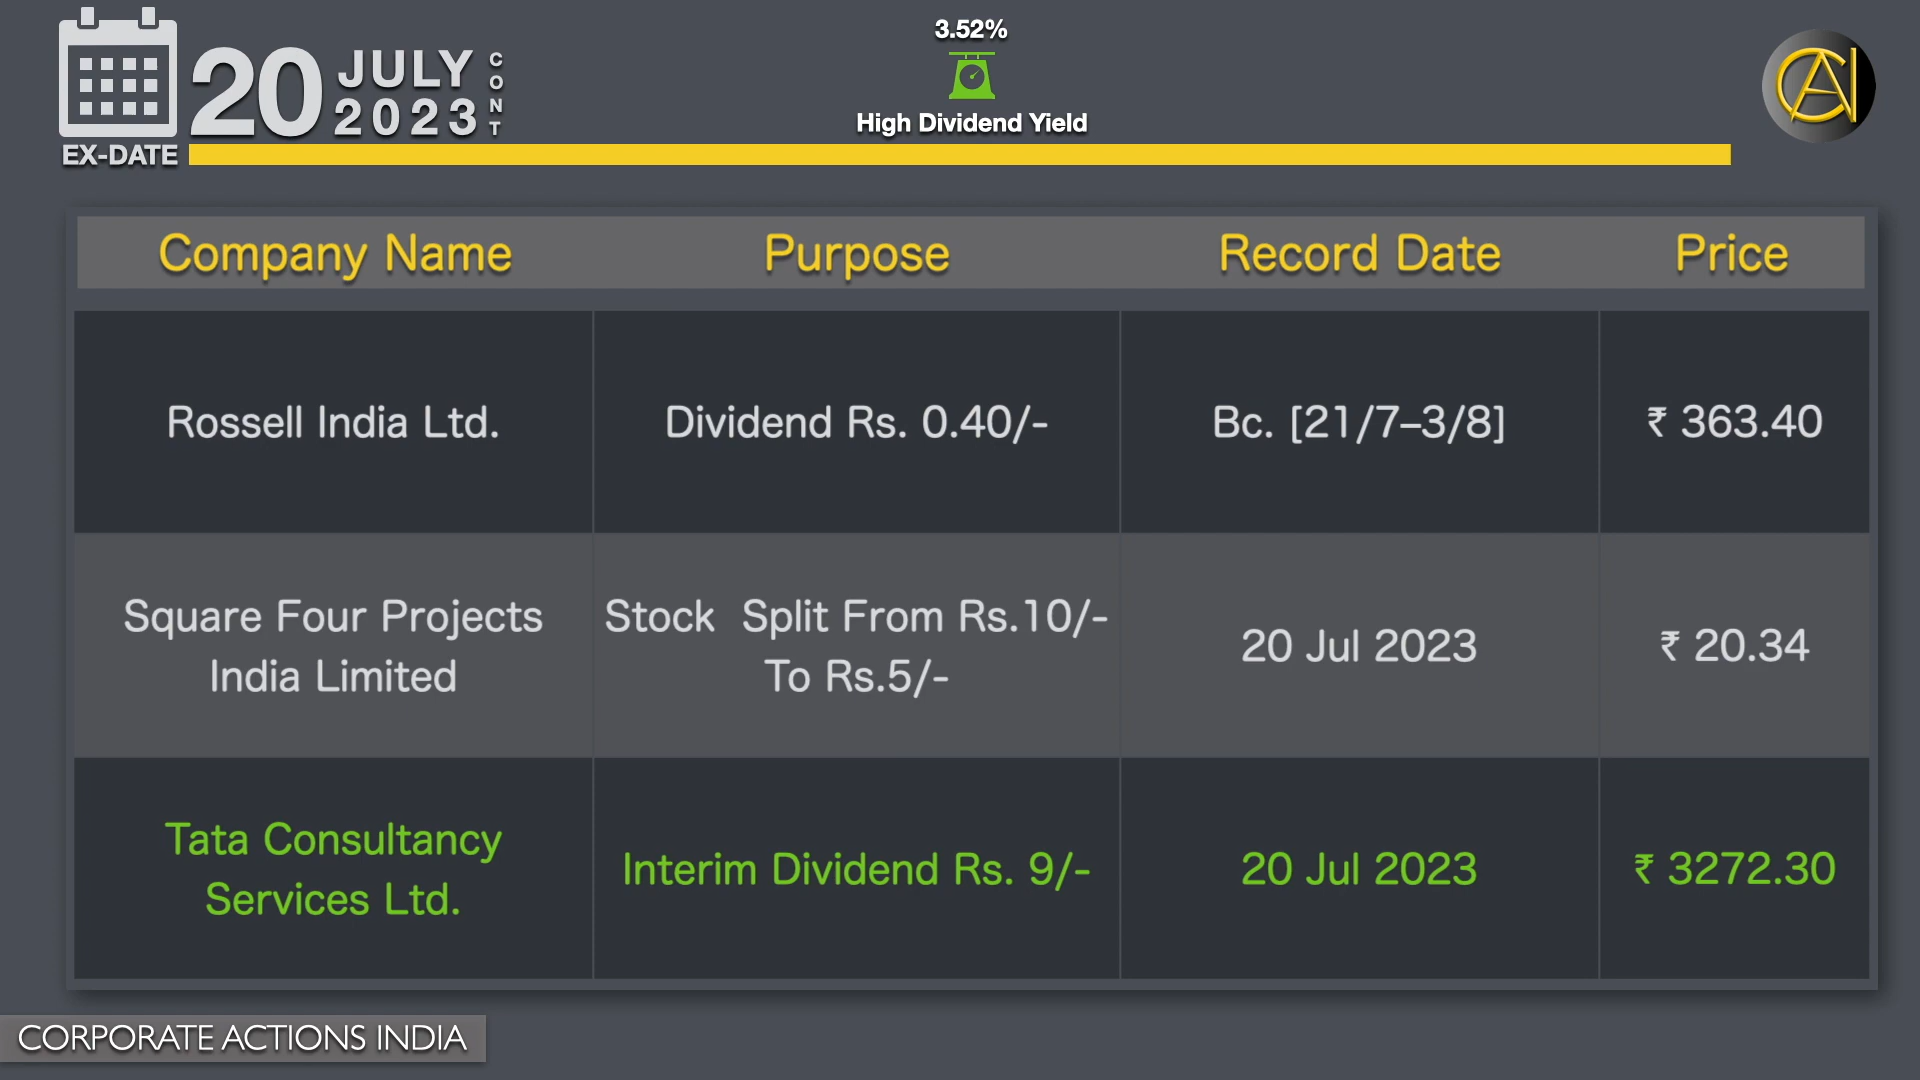 20 JULY 2023 CONT
EX-DATE
3.52%
High Dividend Yield
CAI
Company Name Purpose Record Date Price
Rossell India Ltd. Dividend Rs. 0.40/- Bc. [21/7–3/8] ₹ 363.40
Square Four Projects India Limited Stock Split From Rs.10/- To Rs.5/- 20 Jul 2023 ₹ 20.34
Tata Consultancy Services Ltd. Interim Dividend Rs. 9/- 20 Jul 2023 ₹ 3272.30
CORPORATE ACTIONS INDIA